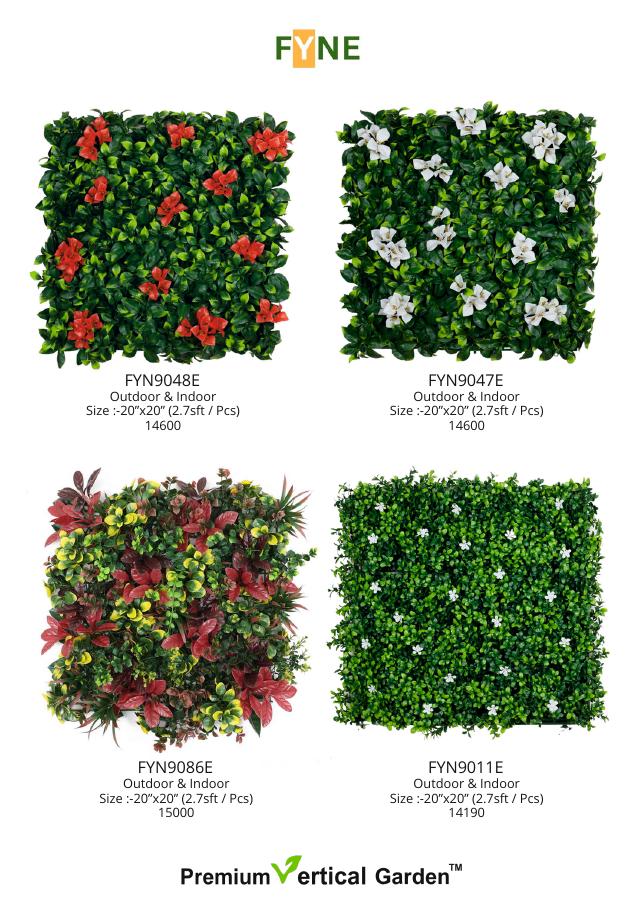 FYNE
FYN9048E
Outdoor & Indoor
Size :-20”x20” (2.7sft / Pcs)
14600
FYN9047E
Outdoor & Indoor
Size :-20”x20” (2.7sft / Pcs)
14600
FYN9086E
Outdoor & Indoor
Size :-20”x20” (2.7sft / Pcs)
15000
FYN9011E
Outdoor & Indoor
Size :-20”x20” (2.7sft / Pcs)
14190
Premium Vertical Garden™